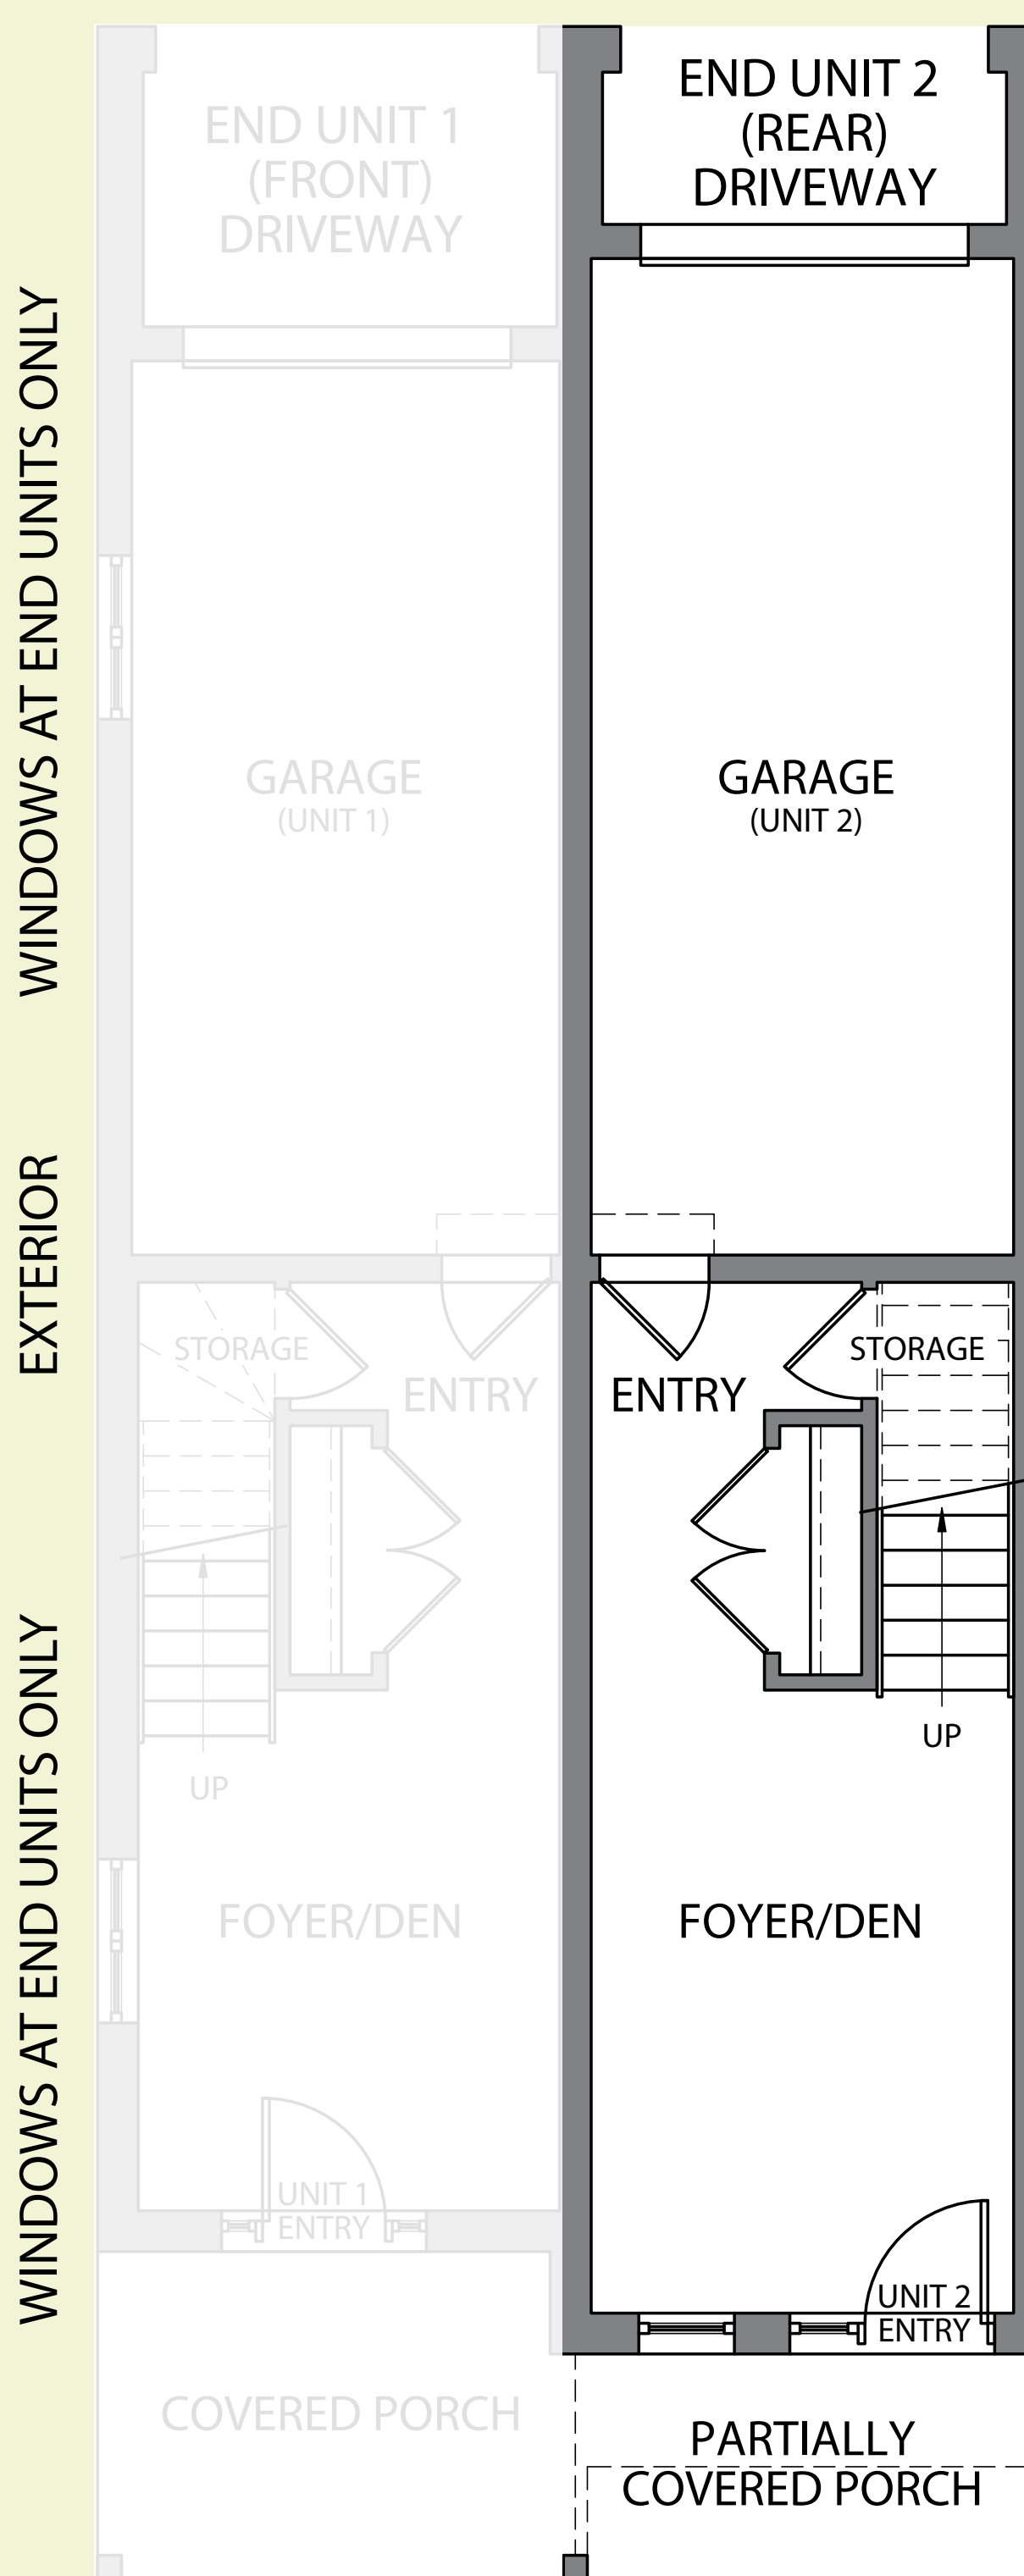 END UNIT 1
(FRONT)
DRIVEWAY
END UNIT 2
(REAR)
DRIVEWAY
WINDOWS AT END UNITS ONLY
GARAGE
(UNIT 1)
GARAGE
(UNIT 2)
EXTERIOR
STORAGE
ENTRY
ENTRY
STORAGE
WINDOWS AT END UNITS ONLY
UP
UP
FOYER/DEN
FOYER/DEN
UNIT 1
ENTRY
UNIT 2
ENTRY
COVERED PORCH
PARTIALLY
COVERED PORCH